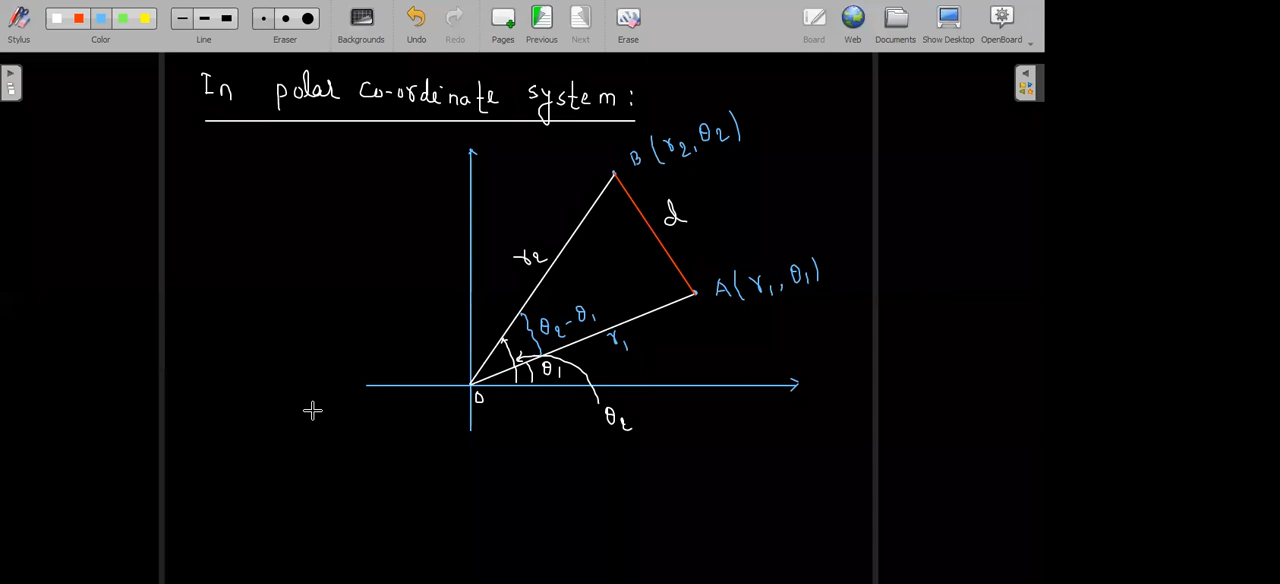 Stylus Color Line Eraser Backgrounds Undo Redo Pages Previous Next Erase Board Web Documents Show Desktop OpenBoard
In polar co-ordinate system:
B (r2, θ2)
d
r2
A(r1, θ1)
θ2-θ1
r1
θ1
O
θ2